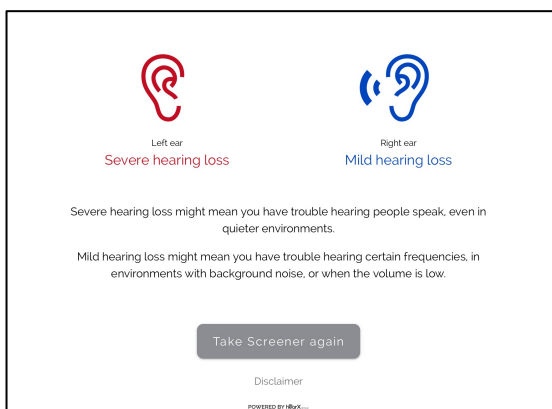 Left ear
Right ear
Severe hearing loss
Mild hearing loss
Severe hearing loss might mean you have trouble hearing people speak, even in
quieter environments.
Mild hearing loss might mean you have trouble hearing certain frequencies, in
environments with background noise, or when the volume is low.
Take Screener again
Disclaimer
POWERED BY